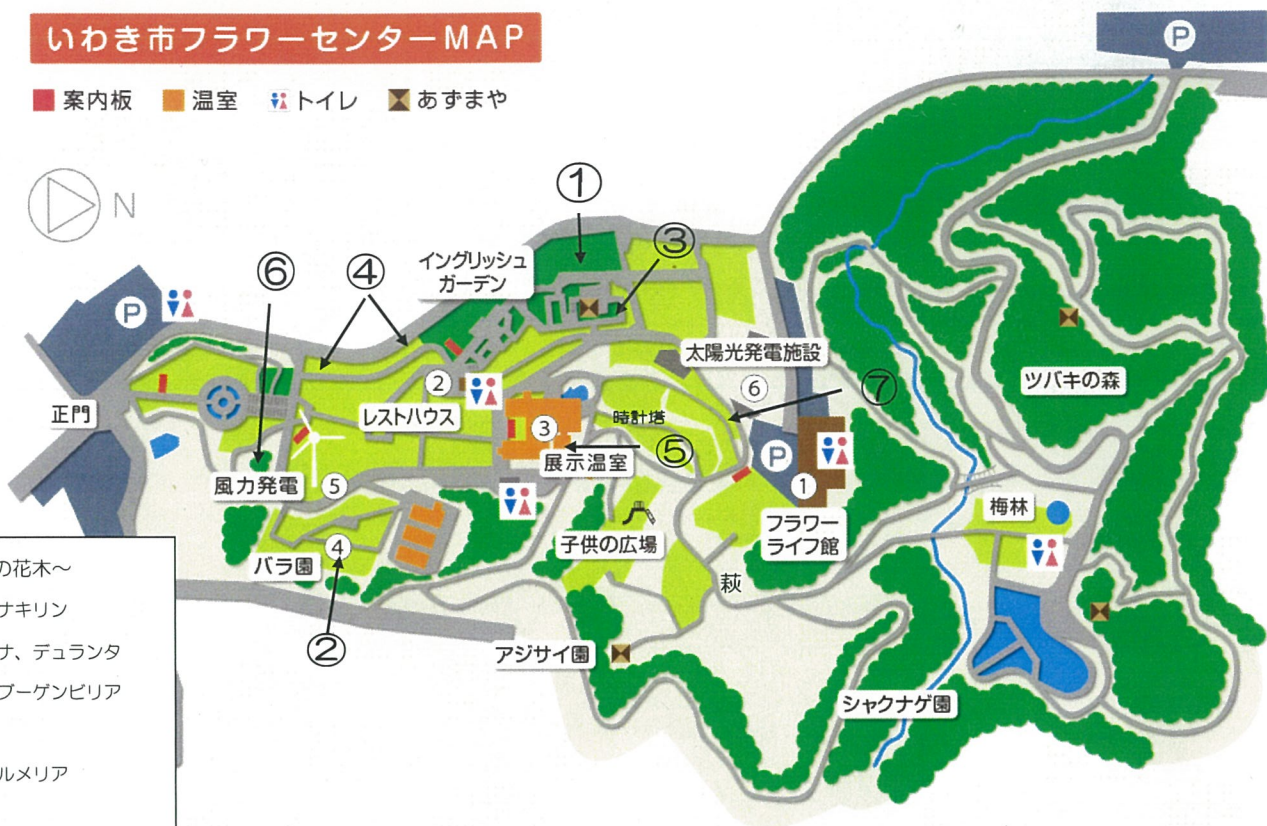 いわき市フラワーセンターMAP
案内板 温室 トイレ あずまや
N
P
①
③
⑥
④
イングリッシュ
ガーデン
P
太陽光発電施設
ツバキの森
②
⑥
⑦
正門
レストハウス
時計塔
③
⑤
展示温室
P
風力発電
⑤
①
梅林
フラワー
ライフ館
子供の広場
④
バラ園
萩
②
アジサイ園
シャクナゲ園
の花木～
ナキリン
ナ、デュランタ
ブーゲンビリア
ルメリア